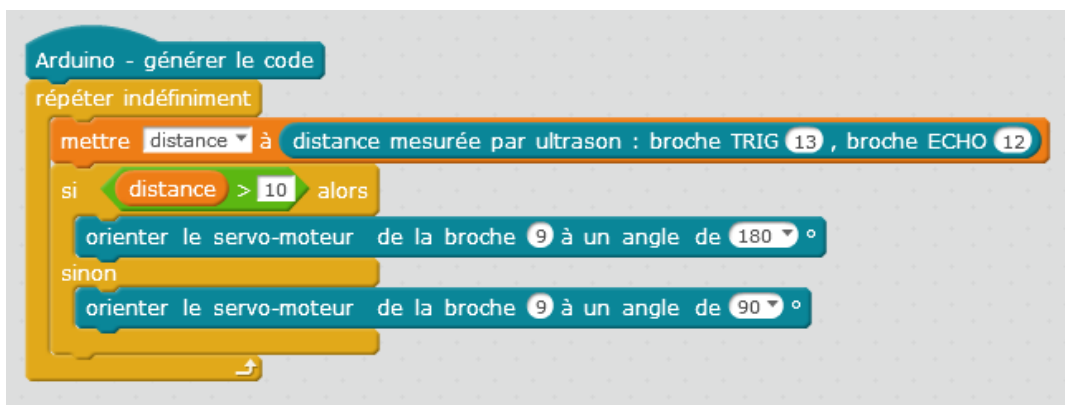 Arduino - générer le code
répéter indéfiniment
mettre distance à distance mesurée par ultrason : broche TRIG 13 , broche ECHO 12
si distance > 10 alors
orienter le servo-moteur de la broche 9 à un angle de 180 °
sinon
orienter le servo-moteur de la broche 9 à un angle de 90 °